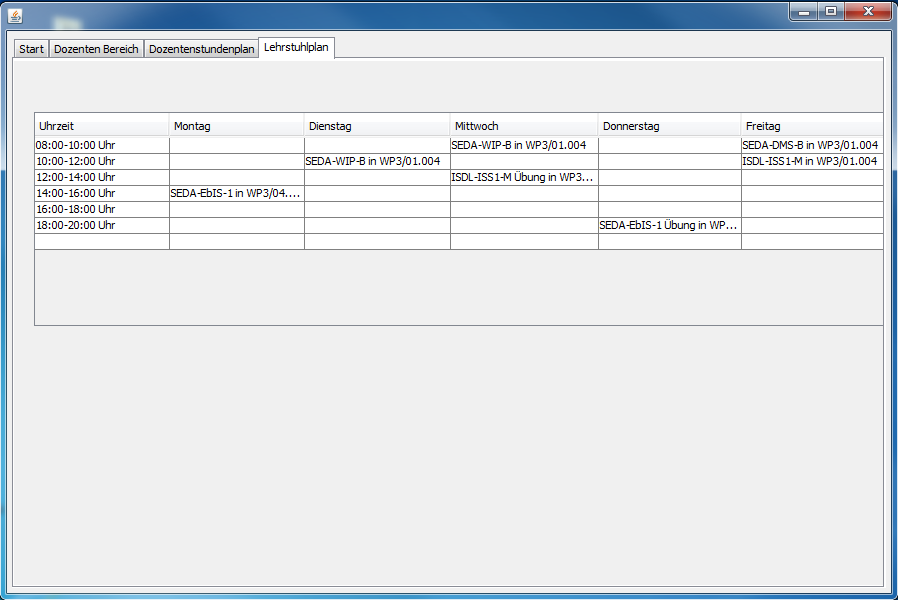 Start Dozenten Bereich Dozentenstundenplan Lehrstuhlplan
Uhrzeit Montag Dienstag Mittwoch Donnerstag Freitag
08:00-10:00 Uhr SEDA-WIP-B in WP3/01.004 SEDA-DMS-B in WP3/01.004
10:00-12:00 Uhr SEDA-WIP-B in WP3/01.004 ISDL-ISS1-M in WP3/01.004
12:00-14:00 Uhr ISDL-ISS1-M Übung in WP3...
14:00-16:00 Uhr SEDA-EbIS-1 in WP3/04....
16:00-18:00 Uhr
18:00-20:00 Uhr SEDA-EbIS-1 Übung in WP...